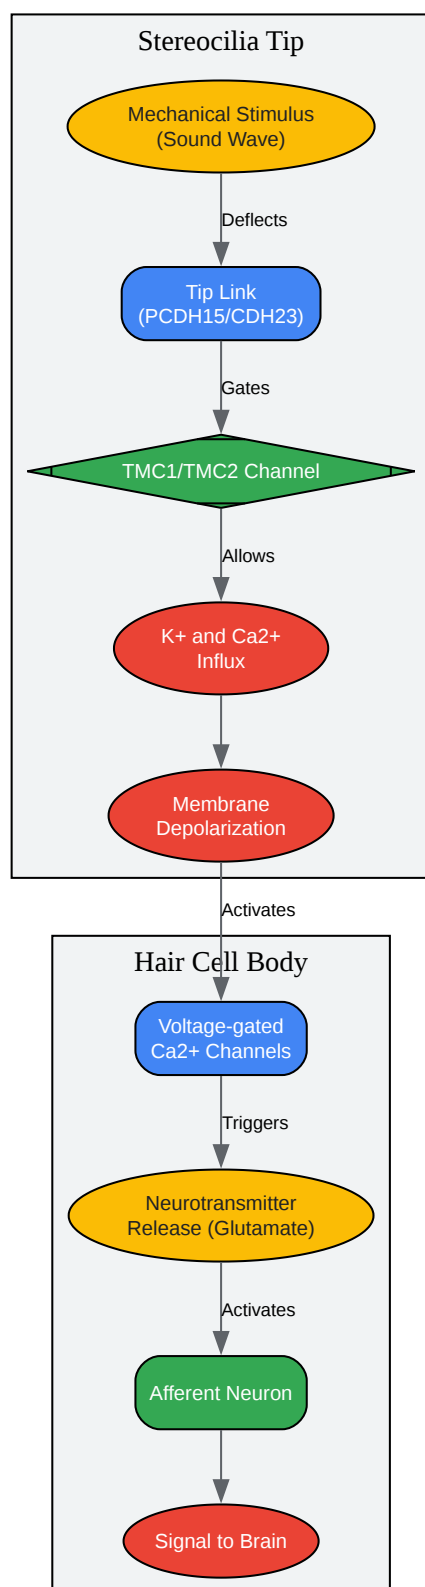 Stereocilia Tip
Mechanical Stimulus
(Sound Wave)
Deflects
Tip Link
(PCDH15/CDH23)
Gates
TMC1/TMC2 Channel
Allows
K+ and Ca2+
Influx
Membrane
Depolarization
Activates
Hair Cell Body
Voltage-gated
Ca2+ Channels
Triggers
Neurotransmitter
Release (Glutamate)
Activates
Afferent Neuron
Signal to Brain